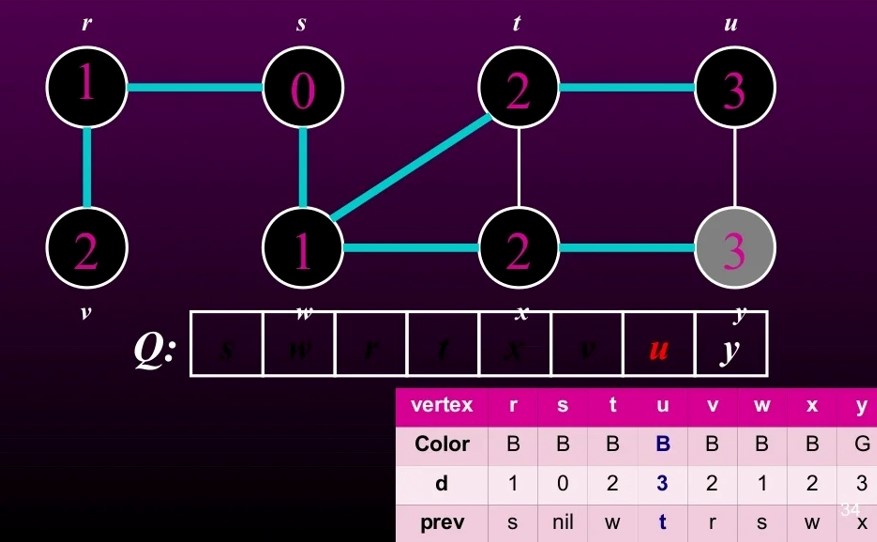 r s t u
1 0 2 3
2 1 2 3
v w x y
Q: s w r t x v u y
vertex r s t u v w x y
Color B B B B B B B G
d 1 0 2 3 2 1 2 3
34
prev s nil w t r s w x